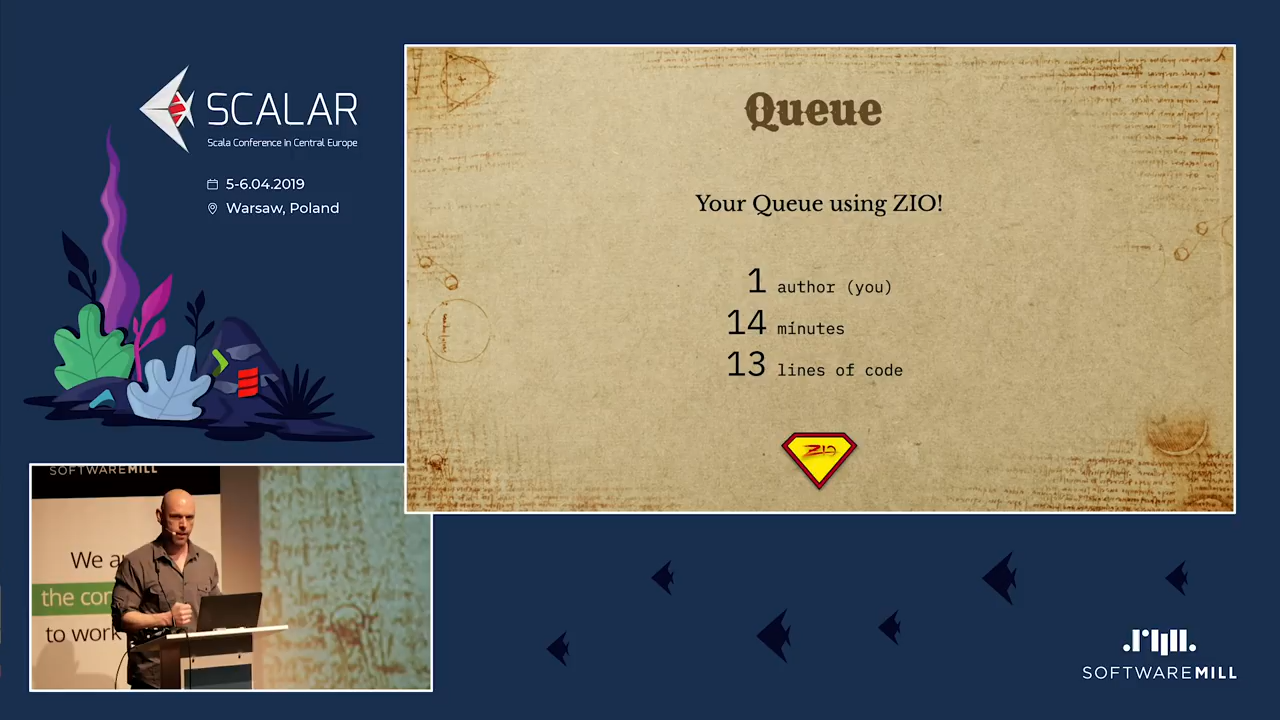 SCALAR
Scala Conference In Central Europe
5-6.04.2019
Warsaw, Poland
Queue
Your Queue using ZIO!
1 author (you)
14 minutes
13 lines of code
ZIO
SOFTWAREMILL
We a
the con
to work
SOFTWAREMILL